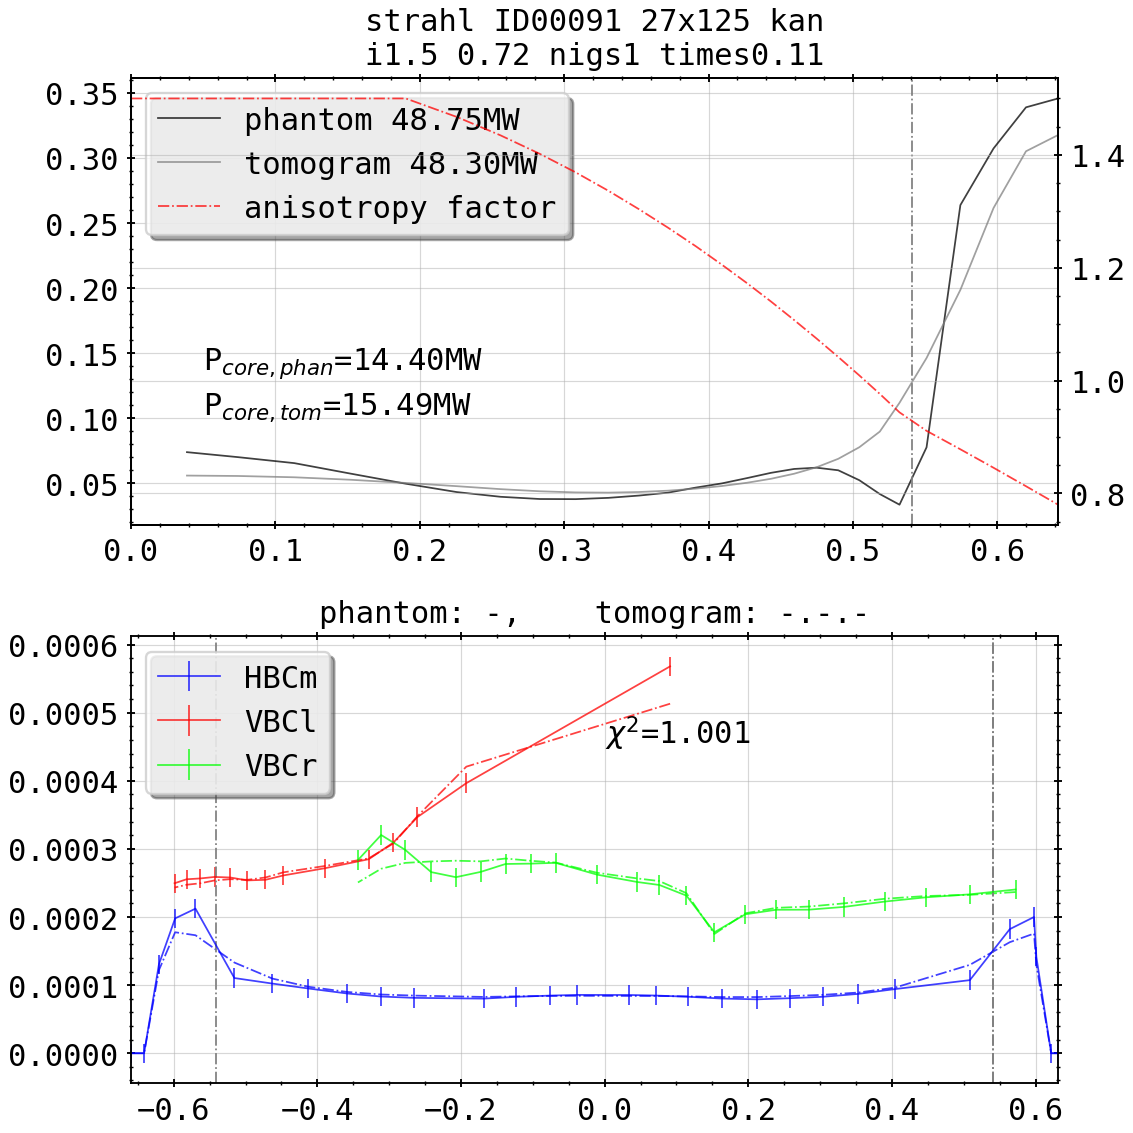 strahl ID00091 27x125 kan
i1.5 0.72 nigs1 times0.11
0.35
0.30
0.25
0.20
0.15
0.10
0.05
phantom 48.75MW
tomogram 48.30MW
anisotropy factor
P_{core,phan}=14.40MW
P_{core,tom}=15.49MW
1.4
1.2
1.0
0.8
0.0 0.1 0.2 0.3 0.4 0.5 0.6
phantom: -, tomogram: -.-.-
0.0006
0.0005
0.0004
0.0003
0.0002
0.0001
0.0000
HBCm
VBCl
VBCr
χ²=1.001
−0.6 −0.4 −0.2 0.0 0.2 0.4 0.6